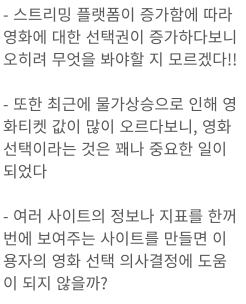 - 스트리밍 플랫폼이 증가함에 따라
영화에 대한 선택권이 증가하다보니
오히려 무엇을 봐야할 지 모르겠다!!
- 또한 최근에 물가상승으로 인해 영
화티켓 값이 많이 오르다보니, 영화
선택이라는 것은 꽤나 중요한 일이
되었다
- 여러 사이트의 정보나 지표를 한꺼
번에 보여주는 사이트를 만들면 이
용자의 영화 선택 의사결정에 도움
이 되지 않을까?